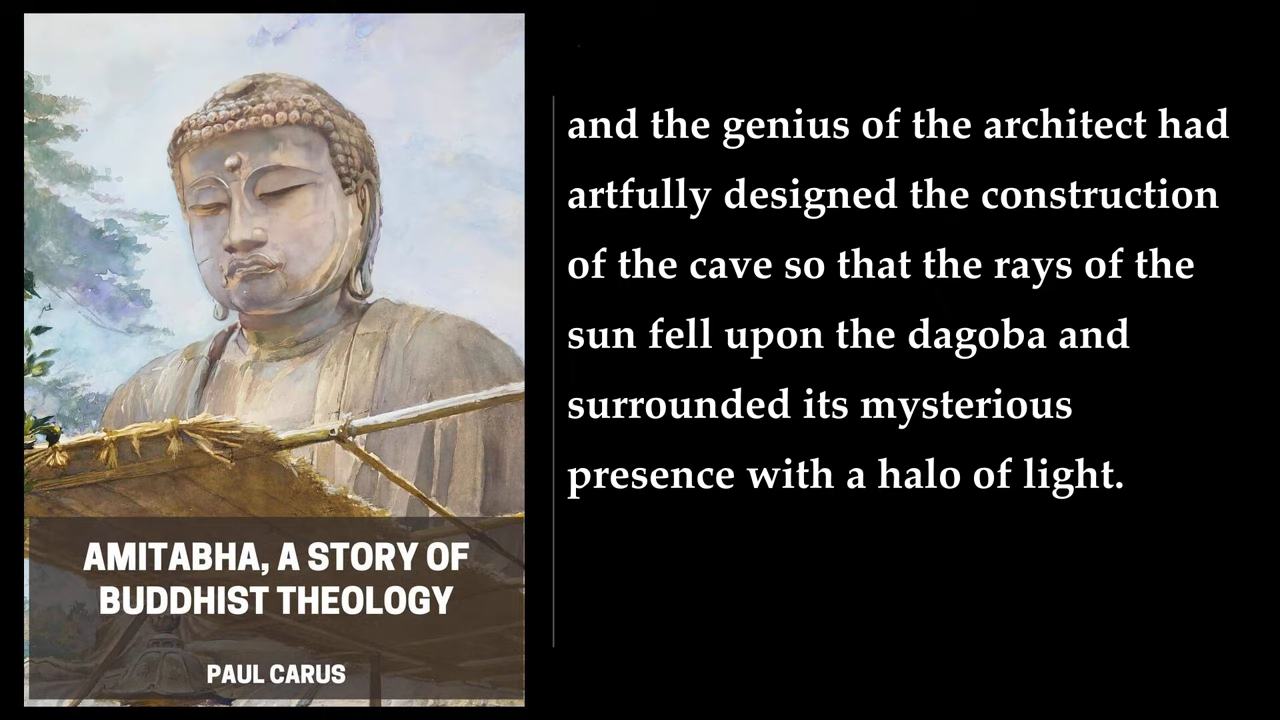 and the genius of the architect had
artfully designed the construction
of the cave so that the rays of the
sun fell upon the dagoba and
surrounded its mysterious
presence with a halo of light.
AMITABHA, A STORY OF
BUDDHIST THEOLOGY
PAUL CARUS